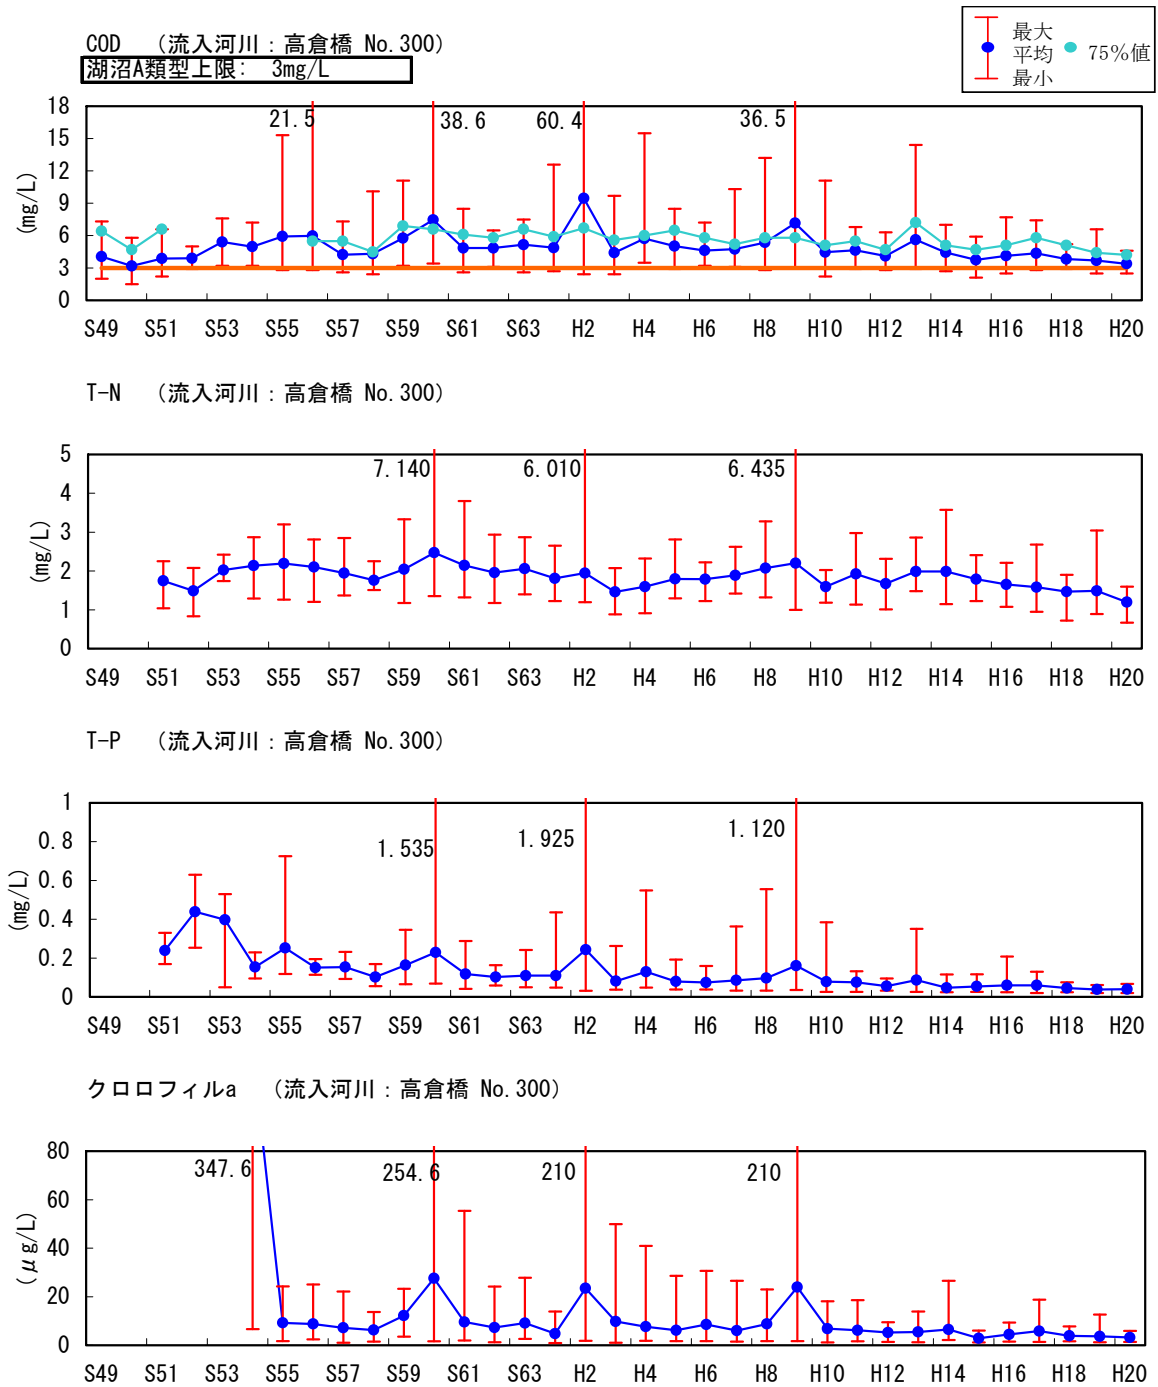 COD　(流入河川：高倉橋 No.300)
湖沼A類型上限:　3mg/L
最大
平均
最小
75%値
21.5
38.6
60.4
36.5
18
15
12
9
6
3
0
(mg/L)
S49 S51 S53 S55 S57 S59 S61 S63 H2 H4 H6 H8 H10 H12 H14 H16 H18 H20
T-N　(流入河川：高倉橋 No.300)
7.140
6.010
6.435
5
4
3
2
1
0
(mg/L)
S49 S51 S53 S55 S57 S59 S61 S63 H2 H4 H6 H8 H10 H12 H14 H16 H18 H20
T-P　(流入河川：高倉橋 No.300)
1.535
1.925
1.120
1
0.8
0.6
0.4
0.2
0
(mg/L)
S49 S51 S53 S55 S57 S59 S61 S63 H2 H4 H6 H8 H10 H12 H14 H16 H18 H20
クロロフィルa　(流入河川：高倉橋 No.300)
347.6
254.6
210
210
80
60
40
20
0
(μg/L)
S49 S51 S53 S55 S57 S59 S61 S63 H2 H4 H6 H8 H10 H12 H14 H16 H18 H20